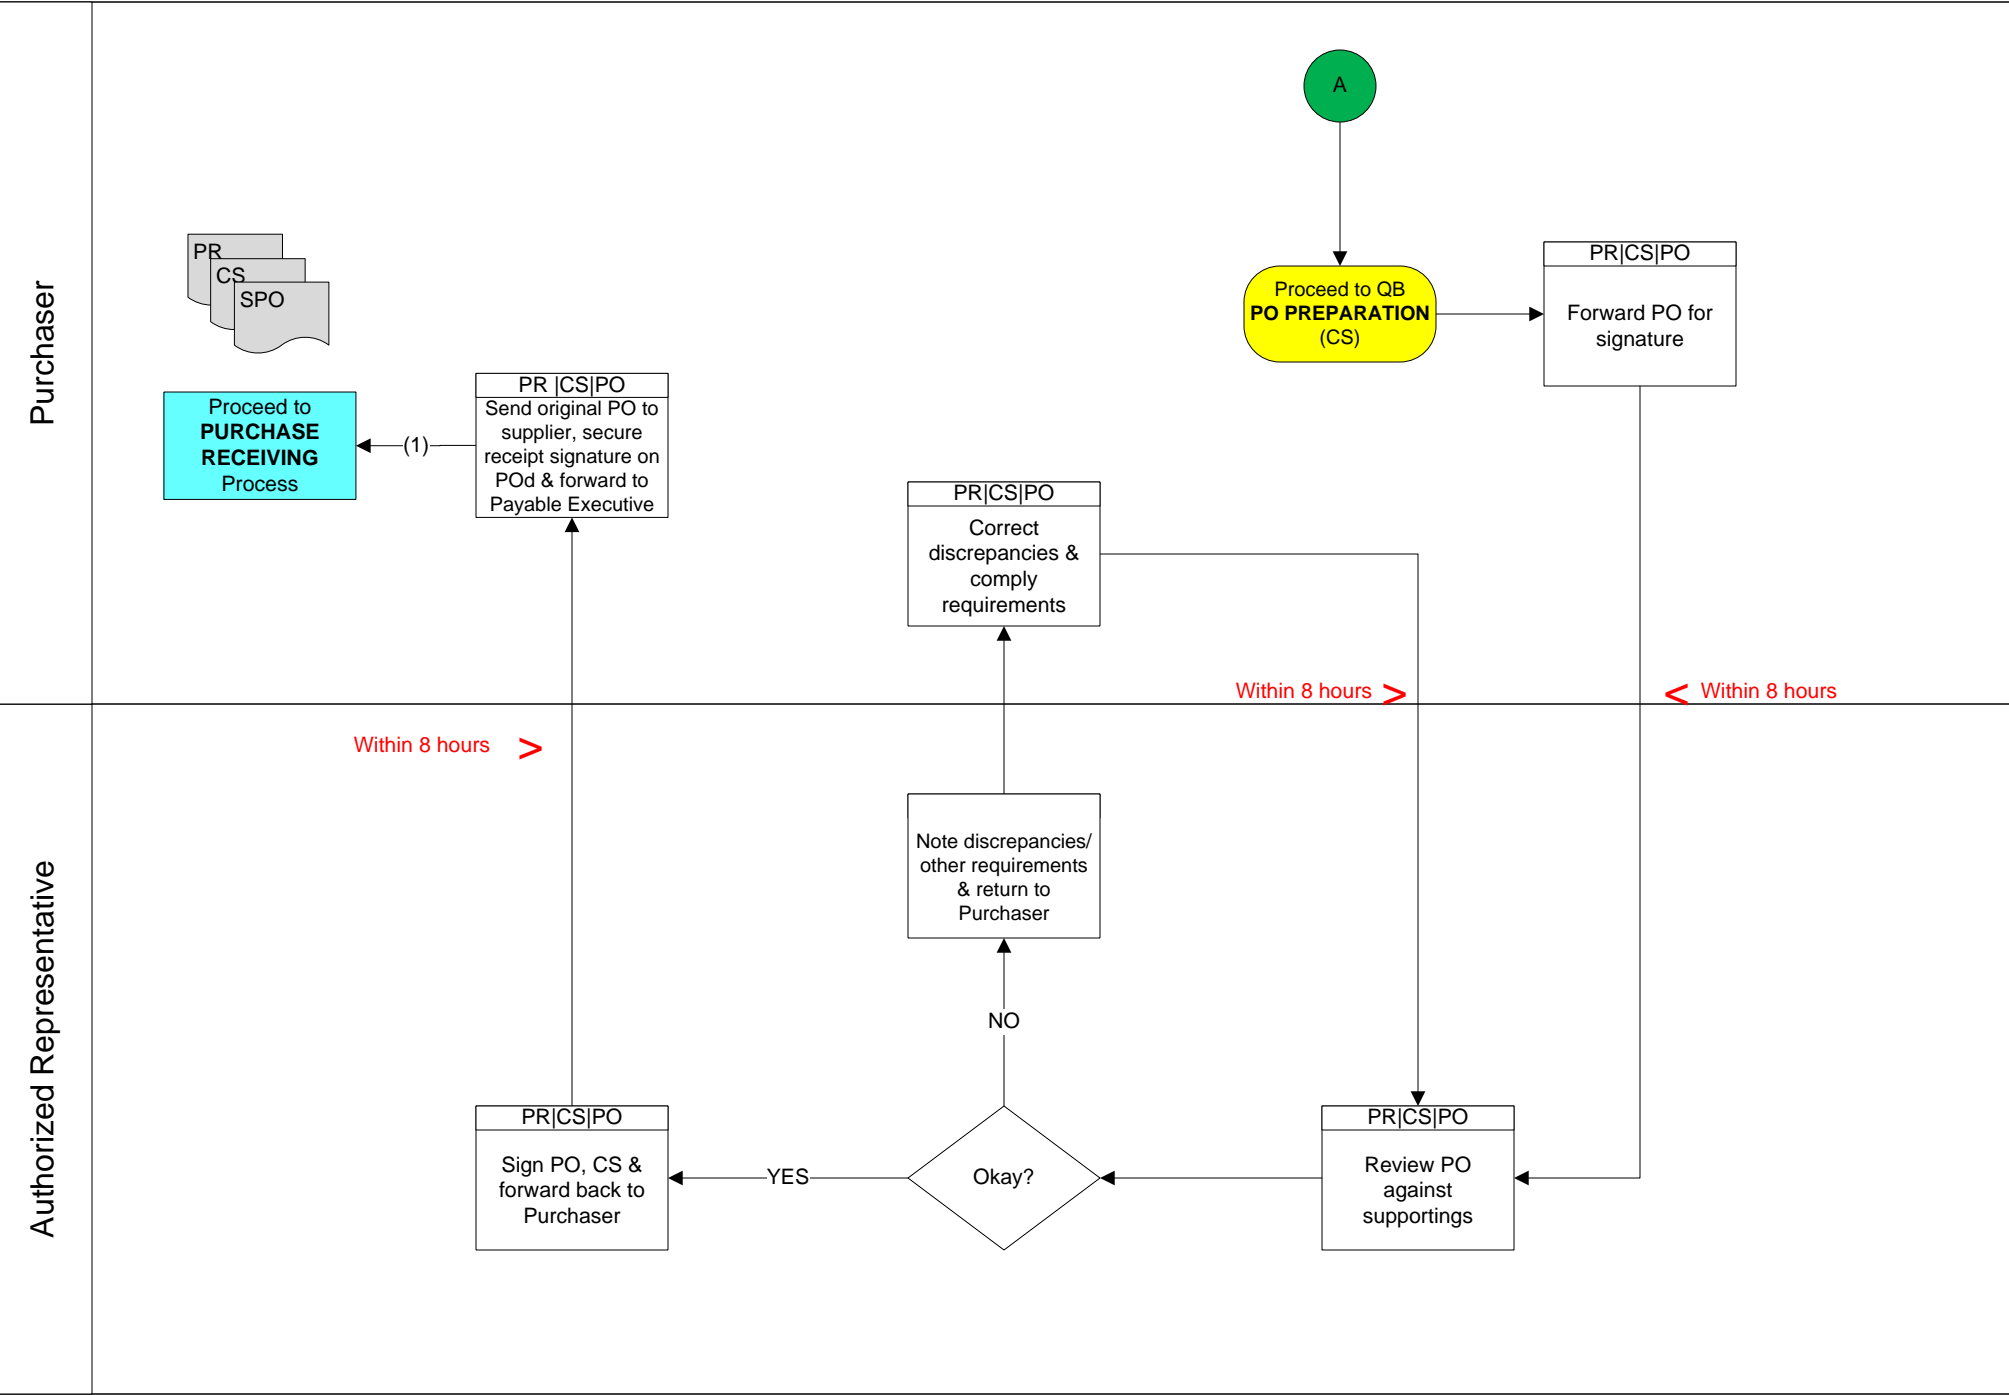 Purchaser
A
PR
CS
SPO
Proceed to QB
PO PREPARATION
(CS)
PR|CS|PO
Forward PO for
signature
Proceed to
PURCHASE
RECEIVING
Process
(1)
PR |CS|PO
Send original PO to
supplier, secure
receipt signature on
POd & forward to
Payable Executive
PR|CS|PO
Correct
discrepancies &
comply
requirements
Within 8 hours >
< Within 8 hours
Authorized Representative
Within 8 hours >
Note discrepancies/
other requirements
& return to
Purchaser
NO
PR|CS|PO
Sign PO, CS &
forward back to
Purchaser
YES
Okay?
PR|CS|PO
Review PO
against
supportings